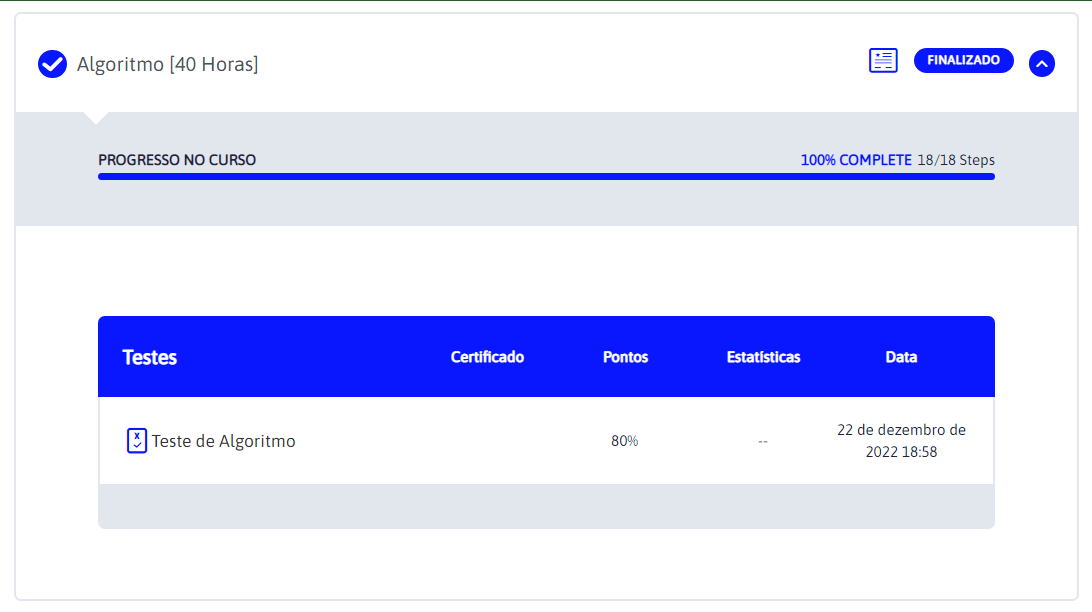 Algoritmo [40 Horas]
FINALIZADO
PROGRESSO NO CURSO
100% COMPLETE 18/18 Steps
Testes Certificado Pontos Estatísticas Data
Teste de Algoritmo 80% -- 22 de dezembro de
2022 18:58